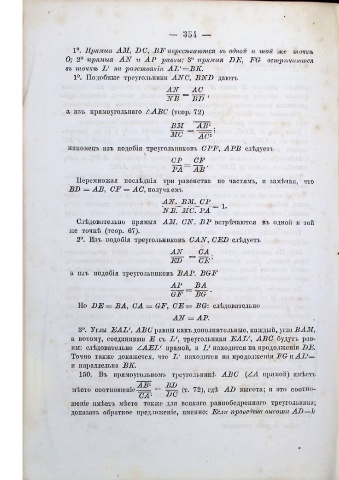 — 354 —
1°. Прямыя AM, DC, BF пересѣкаются въ одной и той же точкѣ
O; 2° прямыя AN и AP равны; 3° прямыя DE, FG встрѣчаются
въ точкѣ L' на разстояніи AL'=BK.
1°. Подобные треугольники ANC, BND даютъ
AN/NB = AC/BD,
а изъ прямоугольнаго ∠ABC (теор. 72)
BM/MC = AB²/AC²;
наконецъ изъ подобія треугольниковъ CPF, APB слѣдуетъ
CP/PA = CF/AB.
Перемножая послѣднія три равенства по частямъ, и замѣчая, что
BD = AB, CF = AC, получаемъ
AN. BM. CP/NB. MC. PA = 1.
Слѣдовательно прямыя AM, CN, BP встрѣчаются въ одной и той
же точкѣ (теор. 67).
2°. Изъ подобія треугольниковъ CAN, CED слѣдуетъ
AN/ED = CA/CE;
а изъ подобія треугольниковъ BAP, BGF
AP/GF = BA/BG.
Но DE = BA, CA = GF, CE = BG: слѣдовательно
AN = AP.
3°. Углы EAL', ABC равны какъ дополнительные, каждый, угла BAM,
а потому, соединивши E съ L', треугольники EAL', ABC будутъ рав-
ны: слѣдовательно ∠AEL' прямой, а L' находится на продолженіи DE.
Точно также докажется, что L' находится на продолженіи FG и AL'=
и параллельна BK.
150. Въ прямоугольномъ треугольникѣ ABC (∠A прямой) имѣетъ
мѣсто соотношеніе AB²/CA² = BD/DC (т. 72), гдѣ AD высота; и это соотно-
шеніе имѣетъ мѣсто также для всякаго равнобедреннаго треугольника;
доказать обратное предложеніе, именно: Если проведена высота AD=h